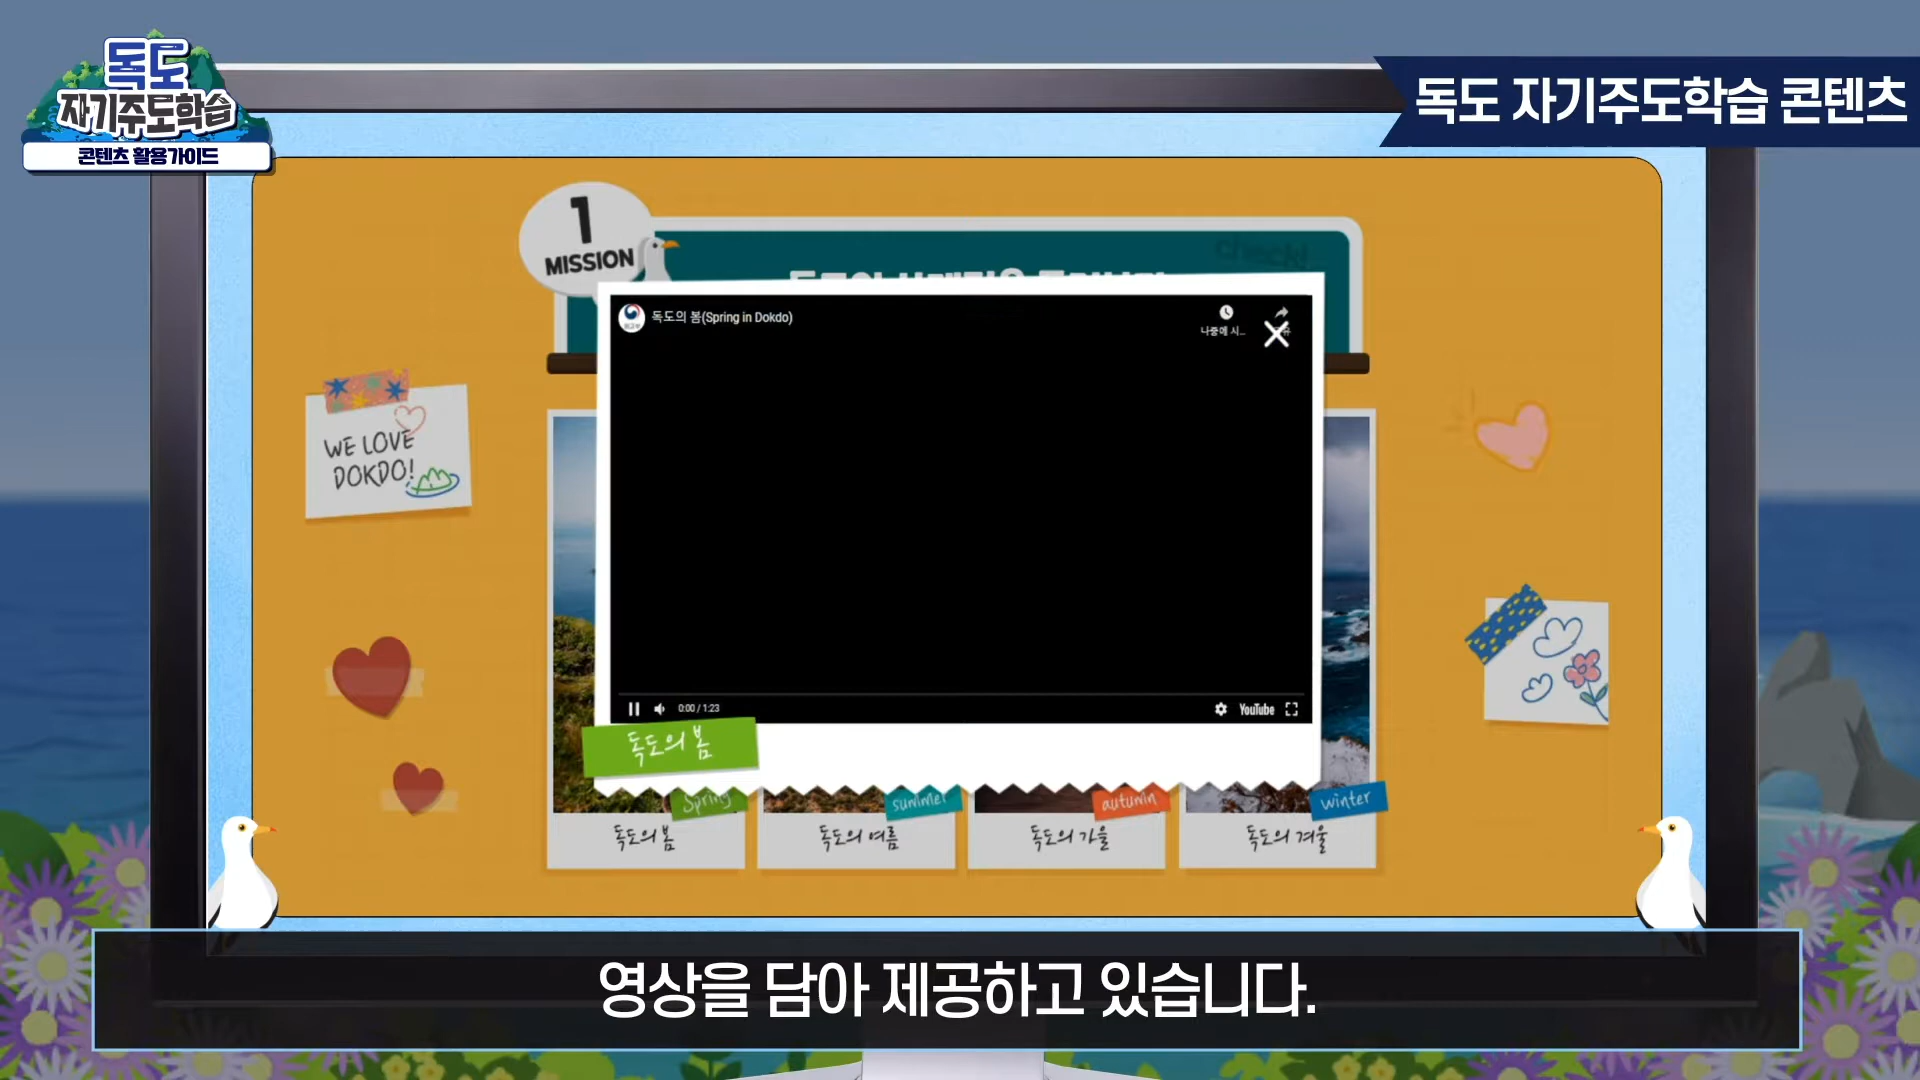 독도
자기주도학습
콘텐츠 활용가이드
독도 자기주도학습 콘텐츠
1
MISSION
check!
독도의 봄(Spring in Dokdo)
나중에 시...
WE LOVE
DOKDO!
0:00 / 1:23
YouTube
독도의 봄
Spring
summer
autumn
winter
독도의 봄
독도의 여름
독도의 가을
독도의 겨울
영상을 담아 제공하고 있습니다.